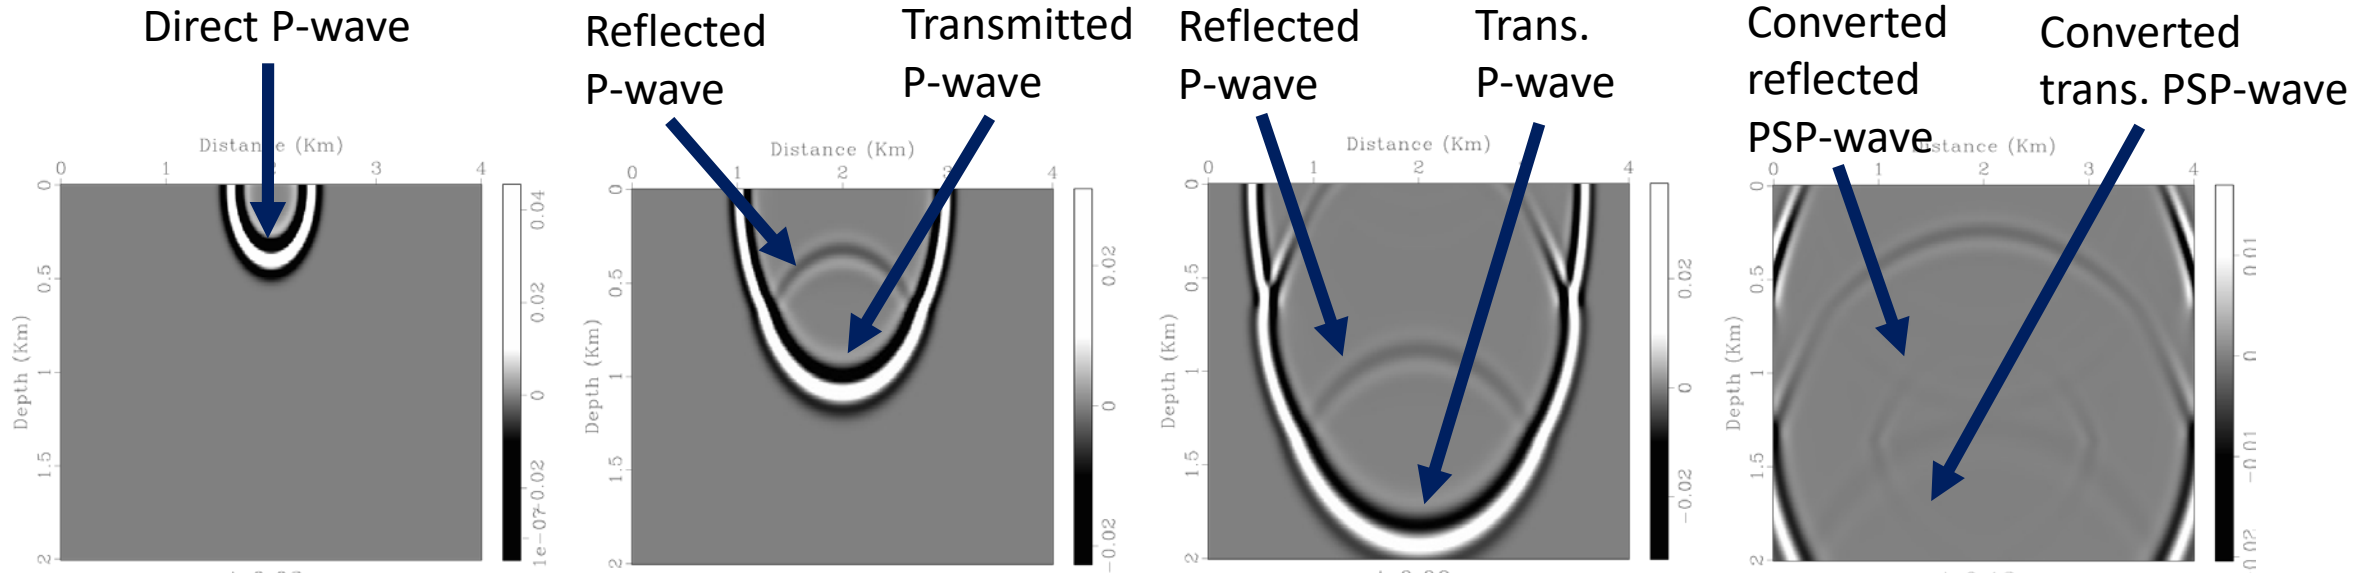 Direct P-wave
Reflected
P-wave
Transmitted
P-wave
Reflected
P-wave
Trans.
P-wave
Converted
reflected
PSP-wave
Converted
trans. PSP-wave
Distance (Km)
0 1 2 3 4
Depth (Km)
0
0.5
1
1.5
2
0.04
0.02
0
-0.02
1e-07
Distance (Km)
0 1 2 3 4
Depth (Km)
0
0.5
1
1.5
2
0.02
0
-0.02
Distance (Km)
0 1 2 4
Depth (Km)
0
0.5
1
1.5
2
0.02
0
-0.02
(Km)
0 1 2 3 4
Depth (Km)
0
0.5
1
1.5
2
0.01
0
-0.01
0.02